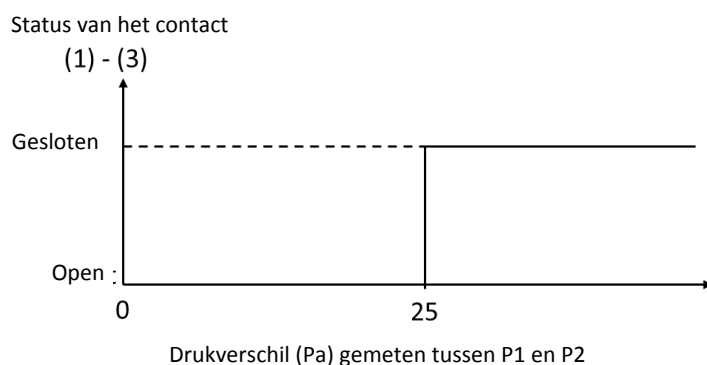 Status van het contact
(1) - (3)
Gesloten
Open :
0
25
Drukverschil (Pa) gemeten tussen P1 en P2